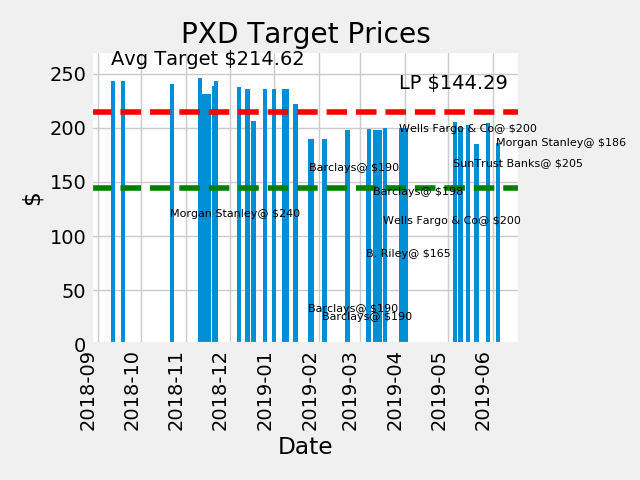 PXD Target Prices
Avg Target $214.62
LP $144.29
250
200
150
100
50
0
$
Wells Fargo & Co@ $200
Morgan Stanley@ $186
SunTrust Banks@ $205
Barclays@ $190
Barclays@ $198
Morgan Stanley@ $240
Wells Fargo & Co@ $200
B. Riley@ $165
Barclays@ $190
Barclays@ $190
2018-09
2018-10
2018-11
2018-12
2019-01
2019-02
2019-03
2019-04
2019-05
2019-06
Date